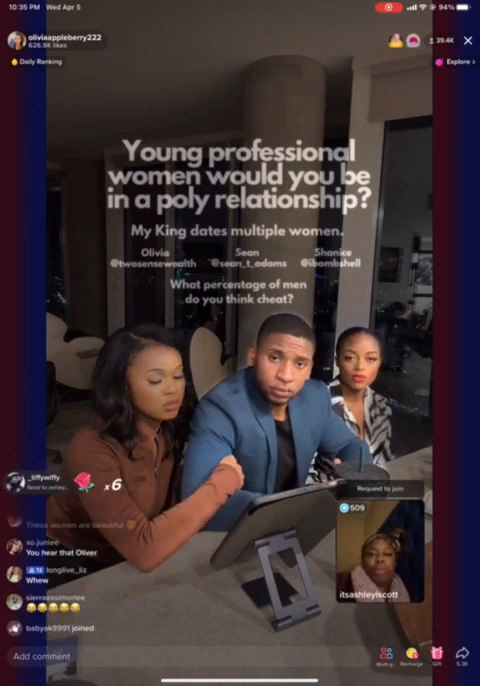 10:35 PM Wed Apr 5
94%
oliviaappleberry222
626.5K likes
39.4K
Daily Ranking
Explore >
Young professional
women would you be
in a poly relationship?
My King dates multiple women.
Olivia Sean Shanice
@twosensewealth @sean_t_adams @ibombshell
What percentage of men
do you think cheat?
_tiffywiffy
x6
Request to join
509
These women are beautiful
xo.juniee
You hear that Oliver
longlive_liz
Whew
babysk9991 joined
itsashleyiscott
Add comment
Recharge
Gift
5.3K